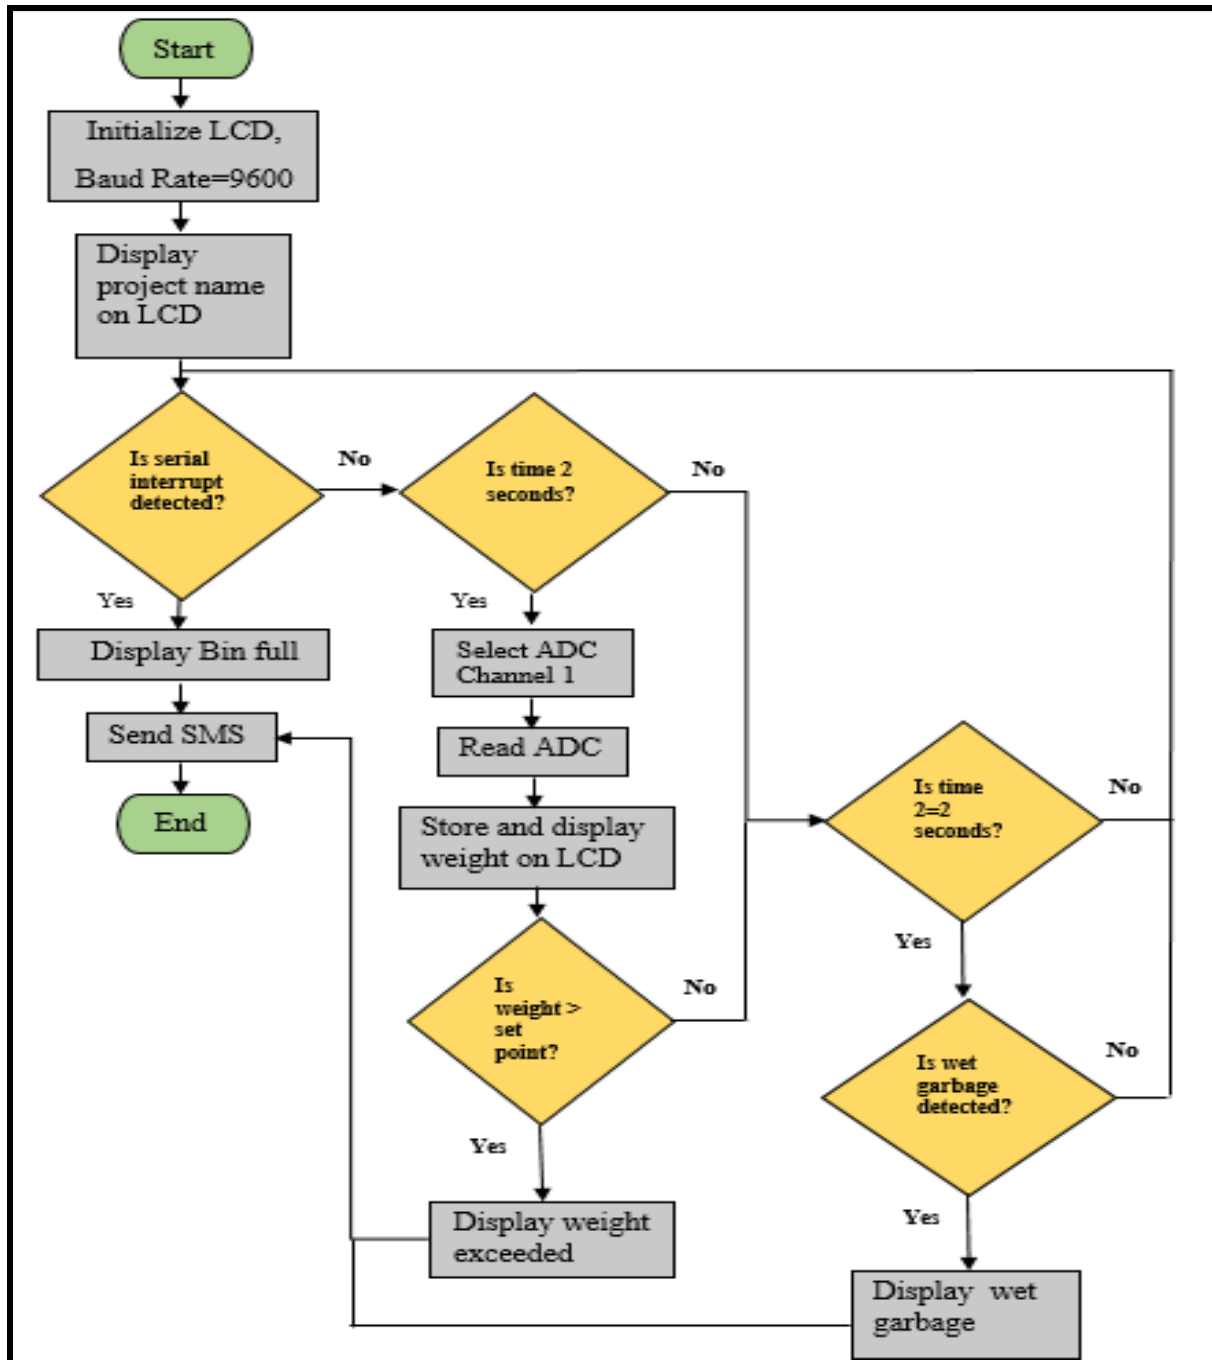 Start
Initialize LCD,
Baud Rate=9600
Display
project name
on LCD
Is serial
interrupt
detected?
No
Is time 2
seconds?
No
Yes
Display Bin full
Send SMS
End
Yes
Select ADC
Channel 1
Read ADC
Store and display
weight on LCD
Is
weight >
set
point?
No
Yes
Display weight
exceeded
Is time
2=2
seconds?
No
Yes
Is wet
garbage
detected?
No
Yes
Display wet
garbage